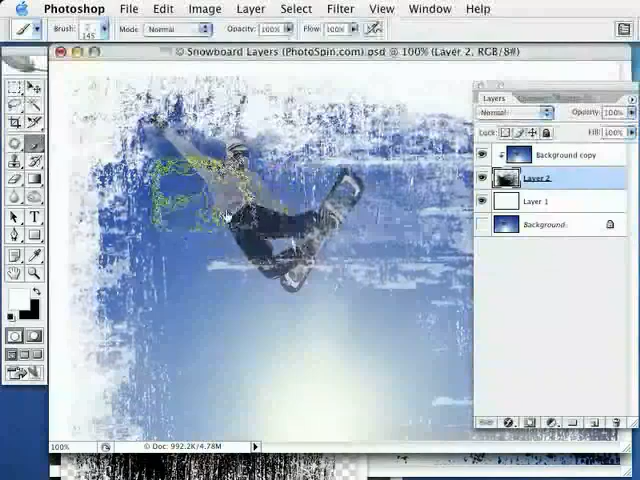 Photoshop File Edit Image Layer Select Filter View Window Help
Brush: 145 Mode: Normal Opacity: 100% Flow: 100%
© Snowboard Layers (PhotoSpin.com).psd @ 100% (Layer 2, RGB/8#)
Layers
Normal Opacity: 100%
Lock: Fill: 100%
Background copy
Layer 2
Layer 1
Background
T
100% © Doc: 992.2K/4.78M